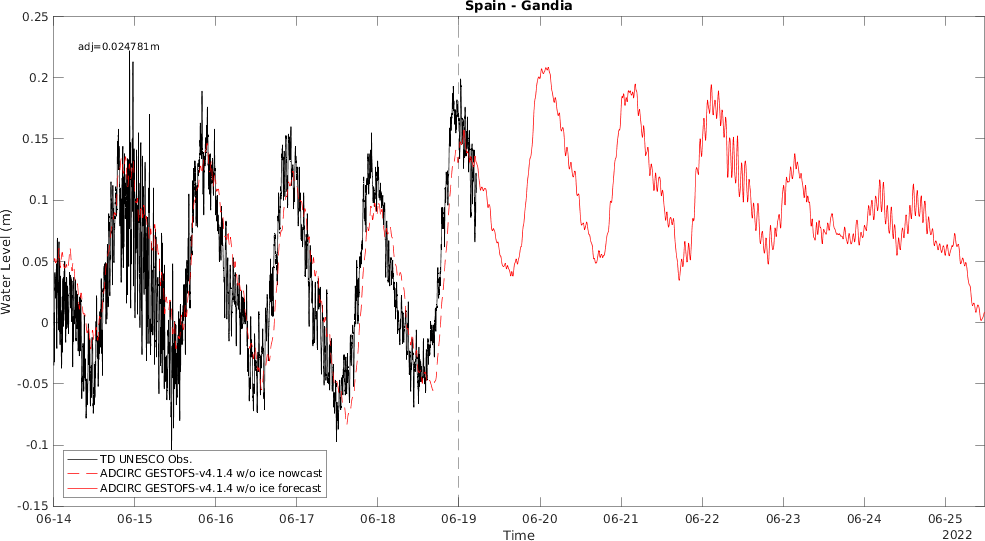 Spain - Gandia
adj=0.024781m
0.25
0.2
0.15
0.1
0.05
0
-0.05
-0.1
-0.15
Water Level (m)
TD UNESCO Obs.
ADCIRC GESTOFS-v4.1.4 w/o ice nowcast
ADCIRC GESTOFS-v4.1.4 w/o ice forecast
06-14 06-15 06-16 06-17 06-18 06-19 06-20 06-21 06-22 06-23 06-24 06-25
2022
Time